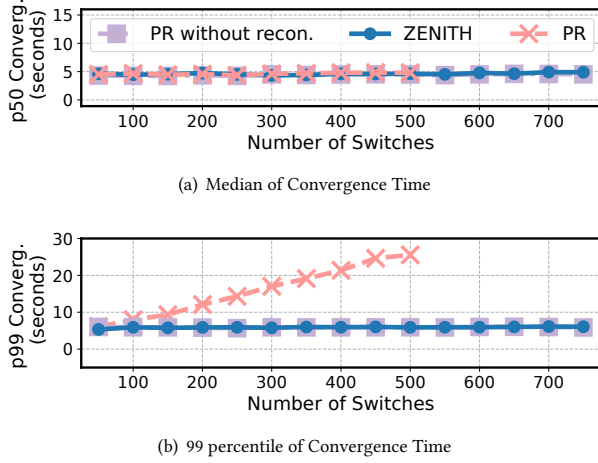 p50 Converg.
(seconds)
15
10
5
0
PR without recon.
ZENITH
PR
100 200 300 400 500 600 700
Number of Switches
(a) Median of Convergence Time
p99 Converg.
(seconds)
30
20
10
0
100 200 300 400 500 600 700
Number of Switches
(b) 99 percentile of Convergence Time